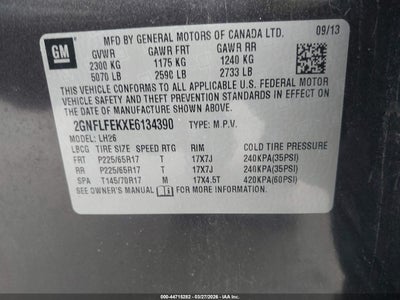 GM
MFD BY GENERAL MOTORS OF CANADA LTD. 09/13
GVWR GAWR FRT GAWR RR
2300 KG 1175 KG 1240 KG
5070 LB 2590 LB 2733 LB
THIS VEHICLE CONFORMS TO ALL APPLICABLE U.S. FEDERAL MOTOR
VEHICLE SAFETY, BUMPER, AND THEFT PREVENTION STANDARDS IN
EFFECT ON THE DATE OF MANUFACTURE SHOWN ABOVE.
2GNFLFEKXE6134390 TYPE: M.P.V.
MODEL: LH26
LBCG TIRE SIZE SPEED RTG RIM COLD TIRE PRESSURE
FRT P225/65R17 T 17X7J 240KPA(35PSI)
RR P225/65R17 T 17X7J 240KPA(35PSI)
SPA T145/70R17 M 17X4.5T 420KPA(60PSI)
SEE OWNER'S MANUAL FOR MORE INFORMATION
000-44715282 - 03/27/2026 - IAA, Inc.